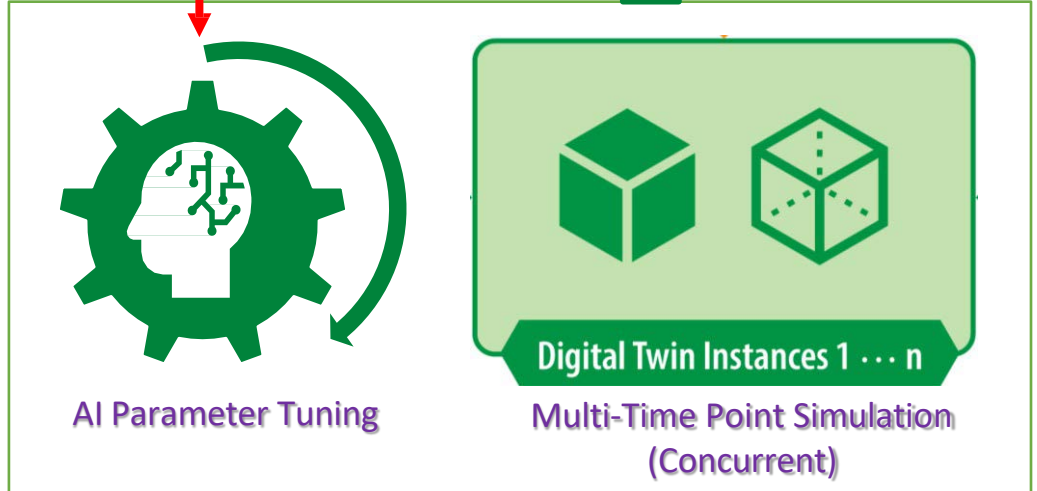 Digital Twin Instances 1 ··· n
AI Parameter Tuning
Multi-Time Point Simulation
(Concurrent)